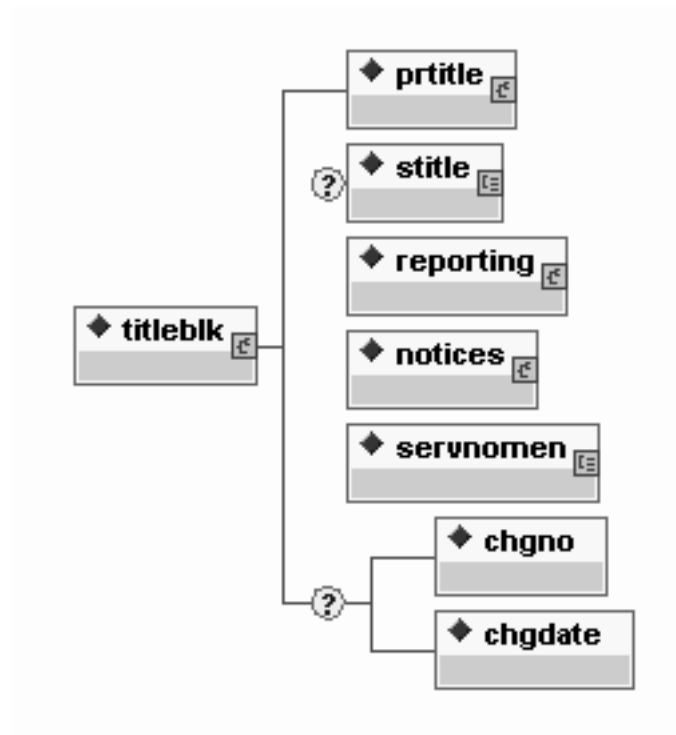 prtitle
?
stitle
reporting
titleblk
notices
servnomen
chgno
?
chgdate